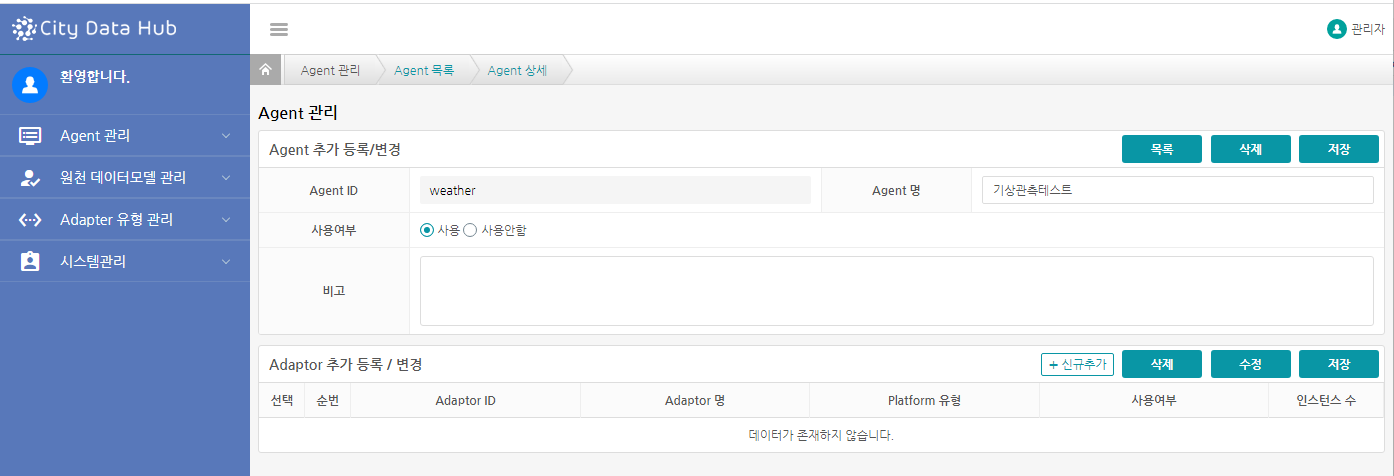 City Data Hub
관리자
환영합니다.
Agent 관리
원천 데이터모델 관리
Adapter 유형 관리
시스템관리
Agent 관리 Agent 목록 Agent 상세
Agent 관리
Agent 추가 등록/변경 목록 삭제 저장
Agent ID weather Agent 명 기상관측테스트
사용여부 사용 사용안함
비고
Adaptor 추가 등록 / 변경 + 신규추가 삭제 수정 저장
선택 순번 Adaptor ID Adaptor 명 Platform 유형 사용여부 인스턴스 수
데이터가 존재하지 않습니다.